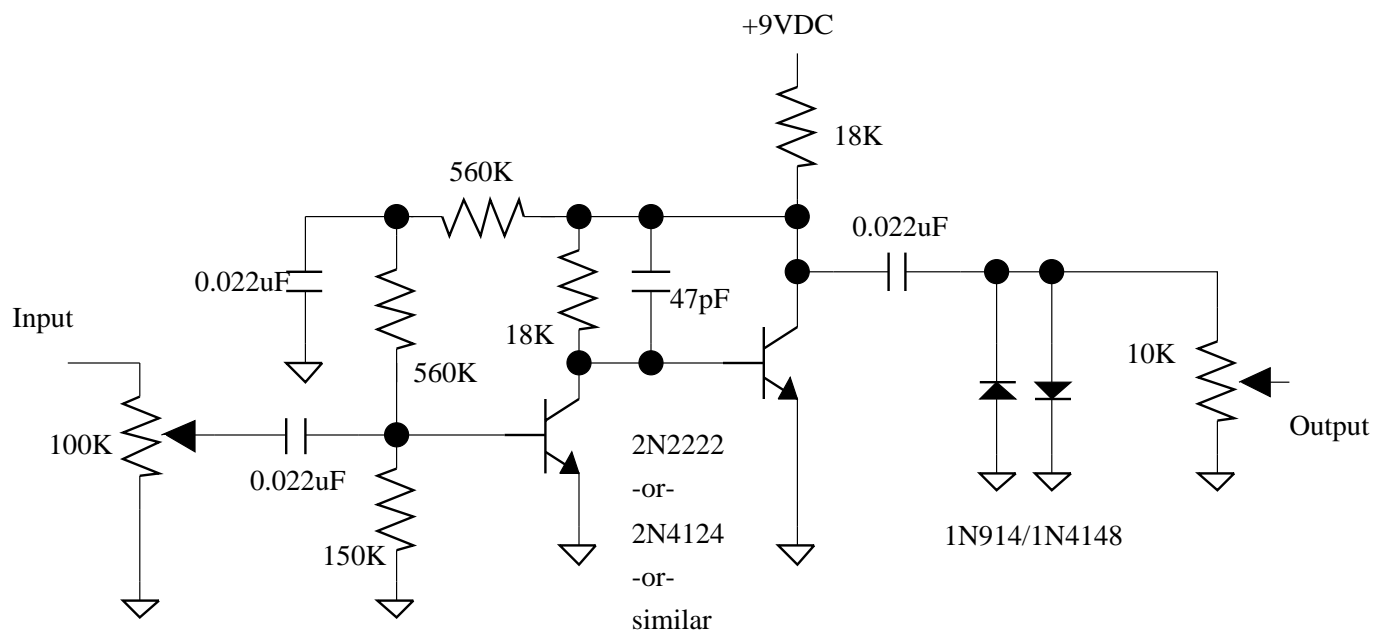 +9VDC
18K
560K
0.022uF
0.022uF
47pF
Input
18K
10K
560K
100K
Output
0.022uF
2N2222
-or-
2N4124
-or-
similar
1N914/1N4148
150K